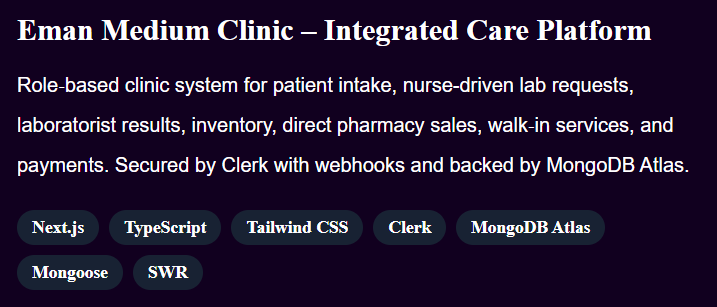 Eman Medium Clinic – Integrated Care Platform
Role-based clinic system for patient intake, nurse-driven lab requests,
laboratorist results, inventory, direct pharmacy sales, walk-in services, and
payments. Secured by Clerk with webhooks and backed by MongoDB Atlas.
Next.js TypeScript Tailwind CSS Clerk MongoDB Atlas
Mongoose SWR